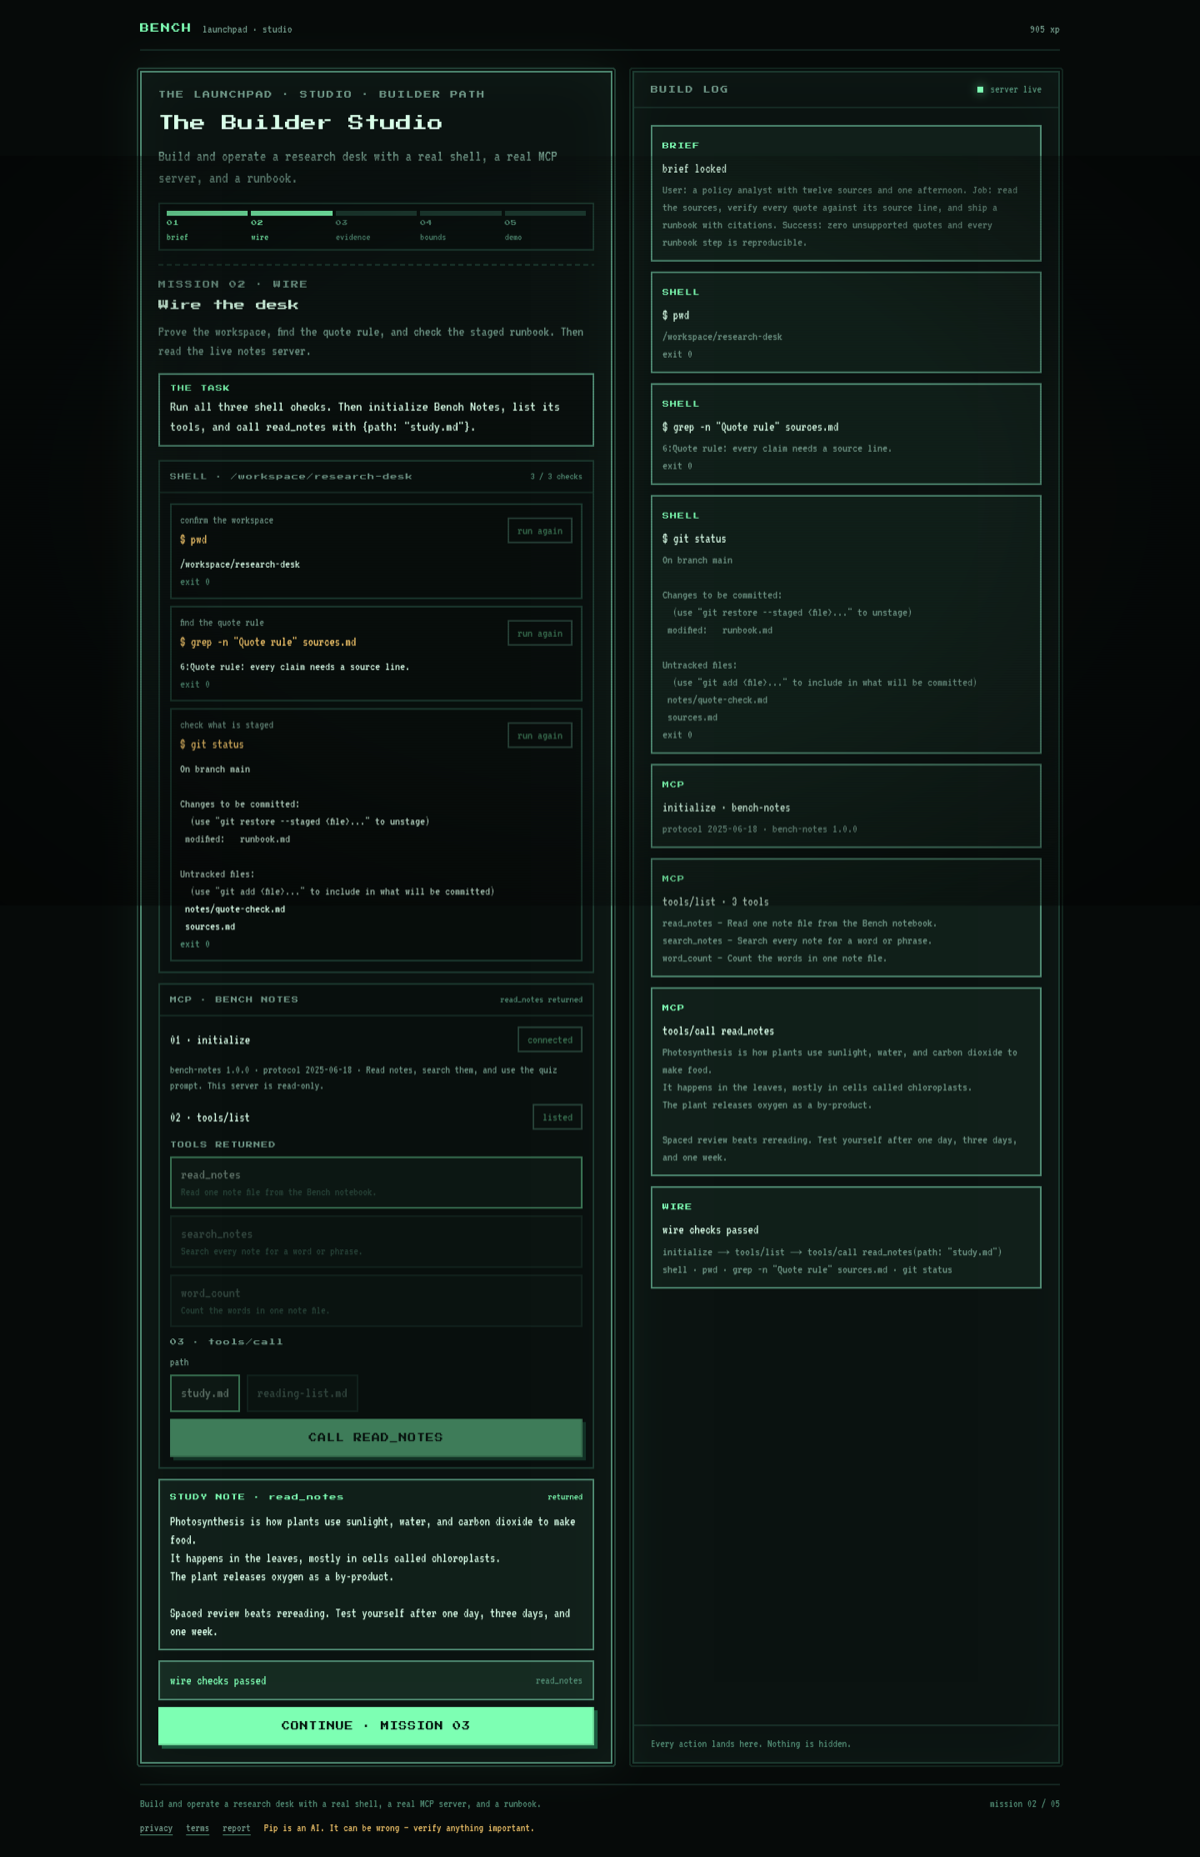 BENCH launchpad · studio
905 xp
THE LAUNCHPAD · STUDIO · BUILDER PATH
The Builder Studio
Build and operate a research desk with a real shell, a real MCP
server, and a runbook.
01 02 03 04 05
brief wire evidence bounds demo
MISSION 02 · WIRE
Wire the desk
Prove the workspace, find the quote rule, and check the staged runbook. Then
read the live notes server.
THE TASK
Run all three shell checks. Then initialize Bench Notes, list its
tools, and call read_notes with {path: "study.md"}.
SHELL · /workspace/research-desk
3 / 3 checks
confirm the workspace
$ pwd
run again
/workspace/research-desk
exit 0
find the quote rule
$ grep -n "Quote rule" sources.md
run again
6:Quote rule: every claim needs a source line.
exit 0
check what is staged
$ git status
run again
On branch main
Changes to be committed:
(use "git restore --staged <file>..." to unstage)
modified: runbook.md
Untracked files:
(use "git add <file>..." to include in what will be committed)
notes/quote-check.md
sources.md
exit 0
MCP · BENCH NOTES
read_notes returned
01 · initialize
connected
bench-notes 1.0.0 · protocol 2025-06-18 · Read notes, search them, and use the quiz
prompt. This server is read-only.
02 · tools/list
listed
TOOLS RETURNED
read_notes
Read one note file from the Bench notebook.
search_notes
Search every note for a word or phrase.
word_count
Count the words in one note file.
03 · tools/call
path
study.md
reading-list.md
CALL READ_NOTES
STUDY NOTE · read_notes
returned
Photosynthesis is how plants use sunlight, water, and carbon dioxide to make
food.
It happens in the leaves, mostly in cells called chloroplasts.
The plant releases oxygen as a by-product.
Spaced review beats rereading. Test yourself after one day, three days, and
one week.
wire checks passed
read_notes
CONTINUE · MISSION 03
BUILD LOG
server live
BRIEF
brief locked
User: a policy analyst with twelve sources and one afternoon. Job: read
the sources, verify every quote against its source line, and ship a
runbook with citations. Success: zero unsupported quotes and every
runbook step is reproducible.
SHELL
$ pwd
/workspace/research-desk
exit 0
SHELL
$ grep -n "Quote rule" sources.md
6:Quote rule: every claim needs a source line.
exit 0
SHELL
$ git status
On branch main
Changes to be committed:
(use "git restore --staged <file>..." to unstage)
modified: runbook.md
Untracked files:
(use "git add <file>..." to include in what will be committed)
notes/quote-check.md
sources.md
exit 0
MCP
initialize · bench-notes
protocol 2025-06-18 · bench-notes 1.0.0
MCP
tools/list · 3 tools
read_notes — Read one note file from the Bench notebook.
search_notes — Search every note for a word or phrase.
word_count — Count the words in one note file.
MCP
tools/call read_notes
Photosynthesis is how plants use sunlight, water, and carbon dioxide to
make food.
It happens in the leaves, mostly in cells called chloroplasts.
The plant releases oxygen as a by-product.
Spaced review beats rereading. Test yourself after one day, three days,
and one week.
WIRE
wire checks passed
initialize → tools/list → tools/call read_notes(path: "study.md")
shell · pwd · grep -n "Quote rule" sources.md · git status
Every action lands here. Nothing is hidden.
Build and operate a research desk with a real shell, a real MCP server, and a runbook.
mission 02 / 05
privacy terms report Pip is an AI. It can be wrong — verify anything important.